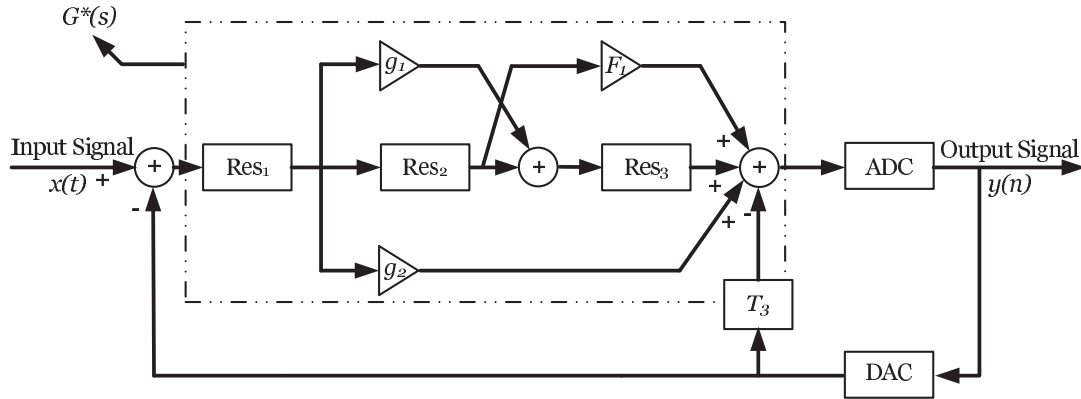 G*(s)
g₁
F₁
Input Signal
x(t) +
-
+
Res₁
Res₂
+
Res₃
+
+
+
+
-
ADC
Output Signal
y(n)
g₂
T₃
DAC